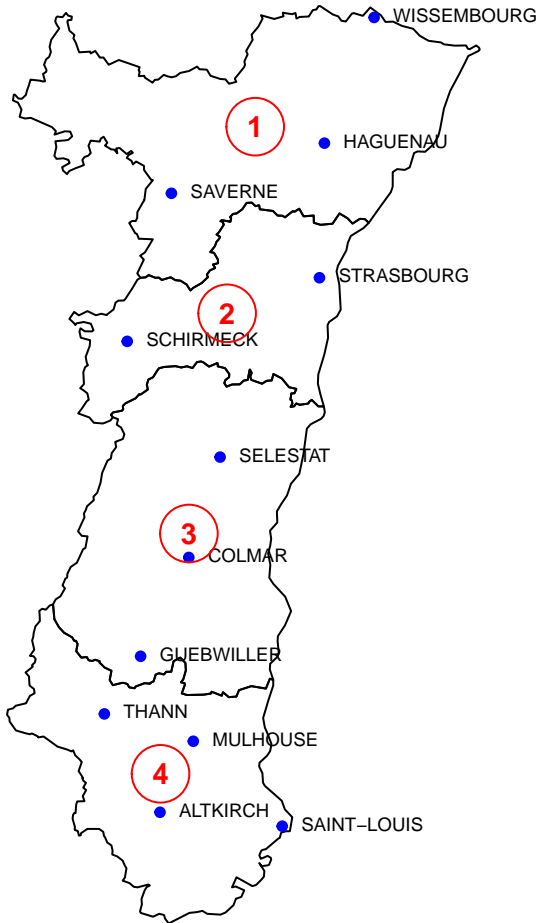 WISSEMBOURG
1
HAGUENAU
SAVERNE
STRASBOURG
2
SCHIRMECK
SELESTAT
3
COLMAR
GUEBWILLER
THANN
MULHOUSE
4
ALTKIRCH
SAINT−LOUIS